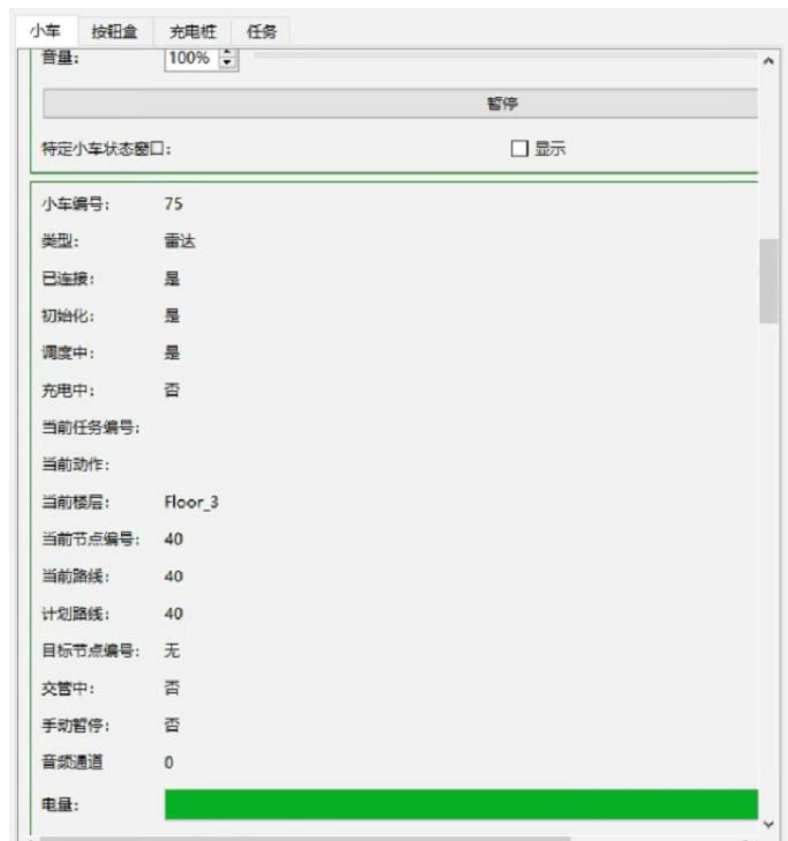 小车 按钮盒 充电桩 任务
音量: 100%
暂停
特定小车状态窗口: 显示
小车编号: 75
类型: 雷达
已连接: 是
初始化: 是
调度中: 是
充电中: 否
当前任务编号:
当前动作:
当前楼层: Floor_3
当前节点编号: 40
当前路线: 40
计划路线: 40
目标节点编号: 无
交管中: 否
手动暂停: 否
音频通道 0
电量: